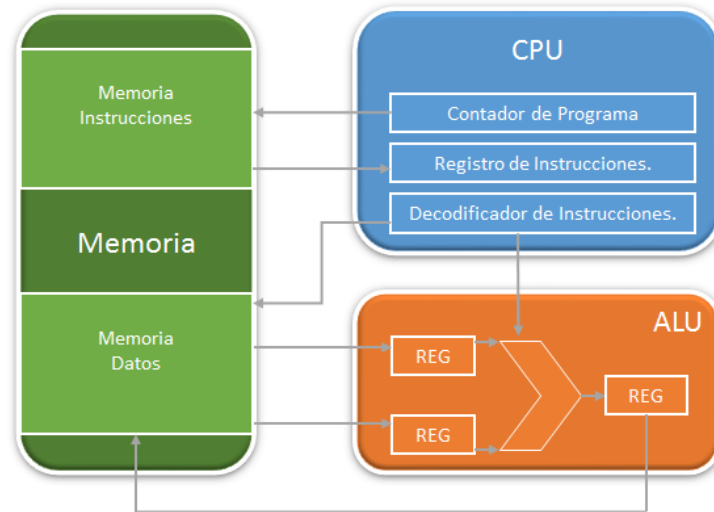 Memoria
Instrucciones
Memoria
Memoria
Datos
CPU
Contador de Programa
Registro de Instrucciones.
Decodificador de Instrucciones.
ALU
REG
REG
REG